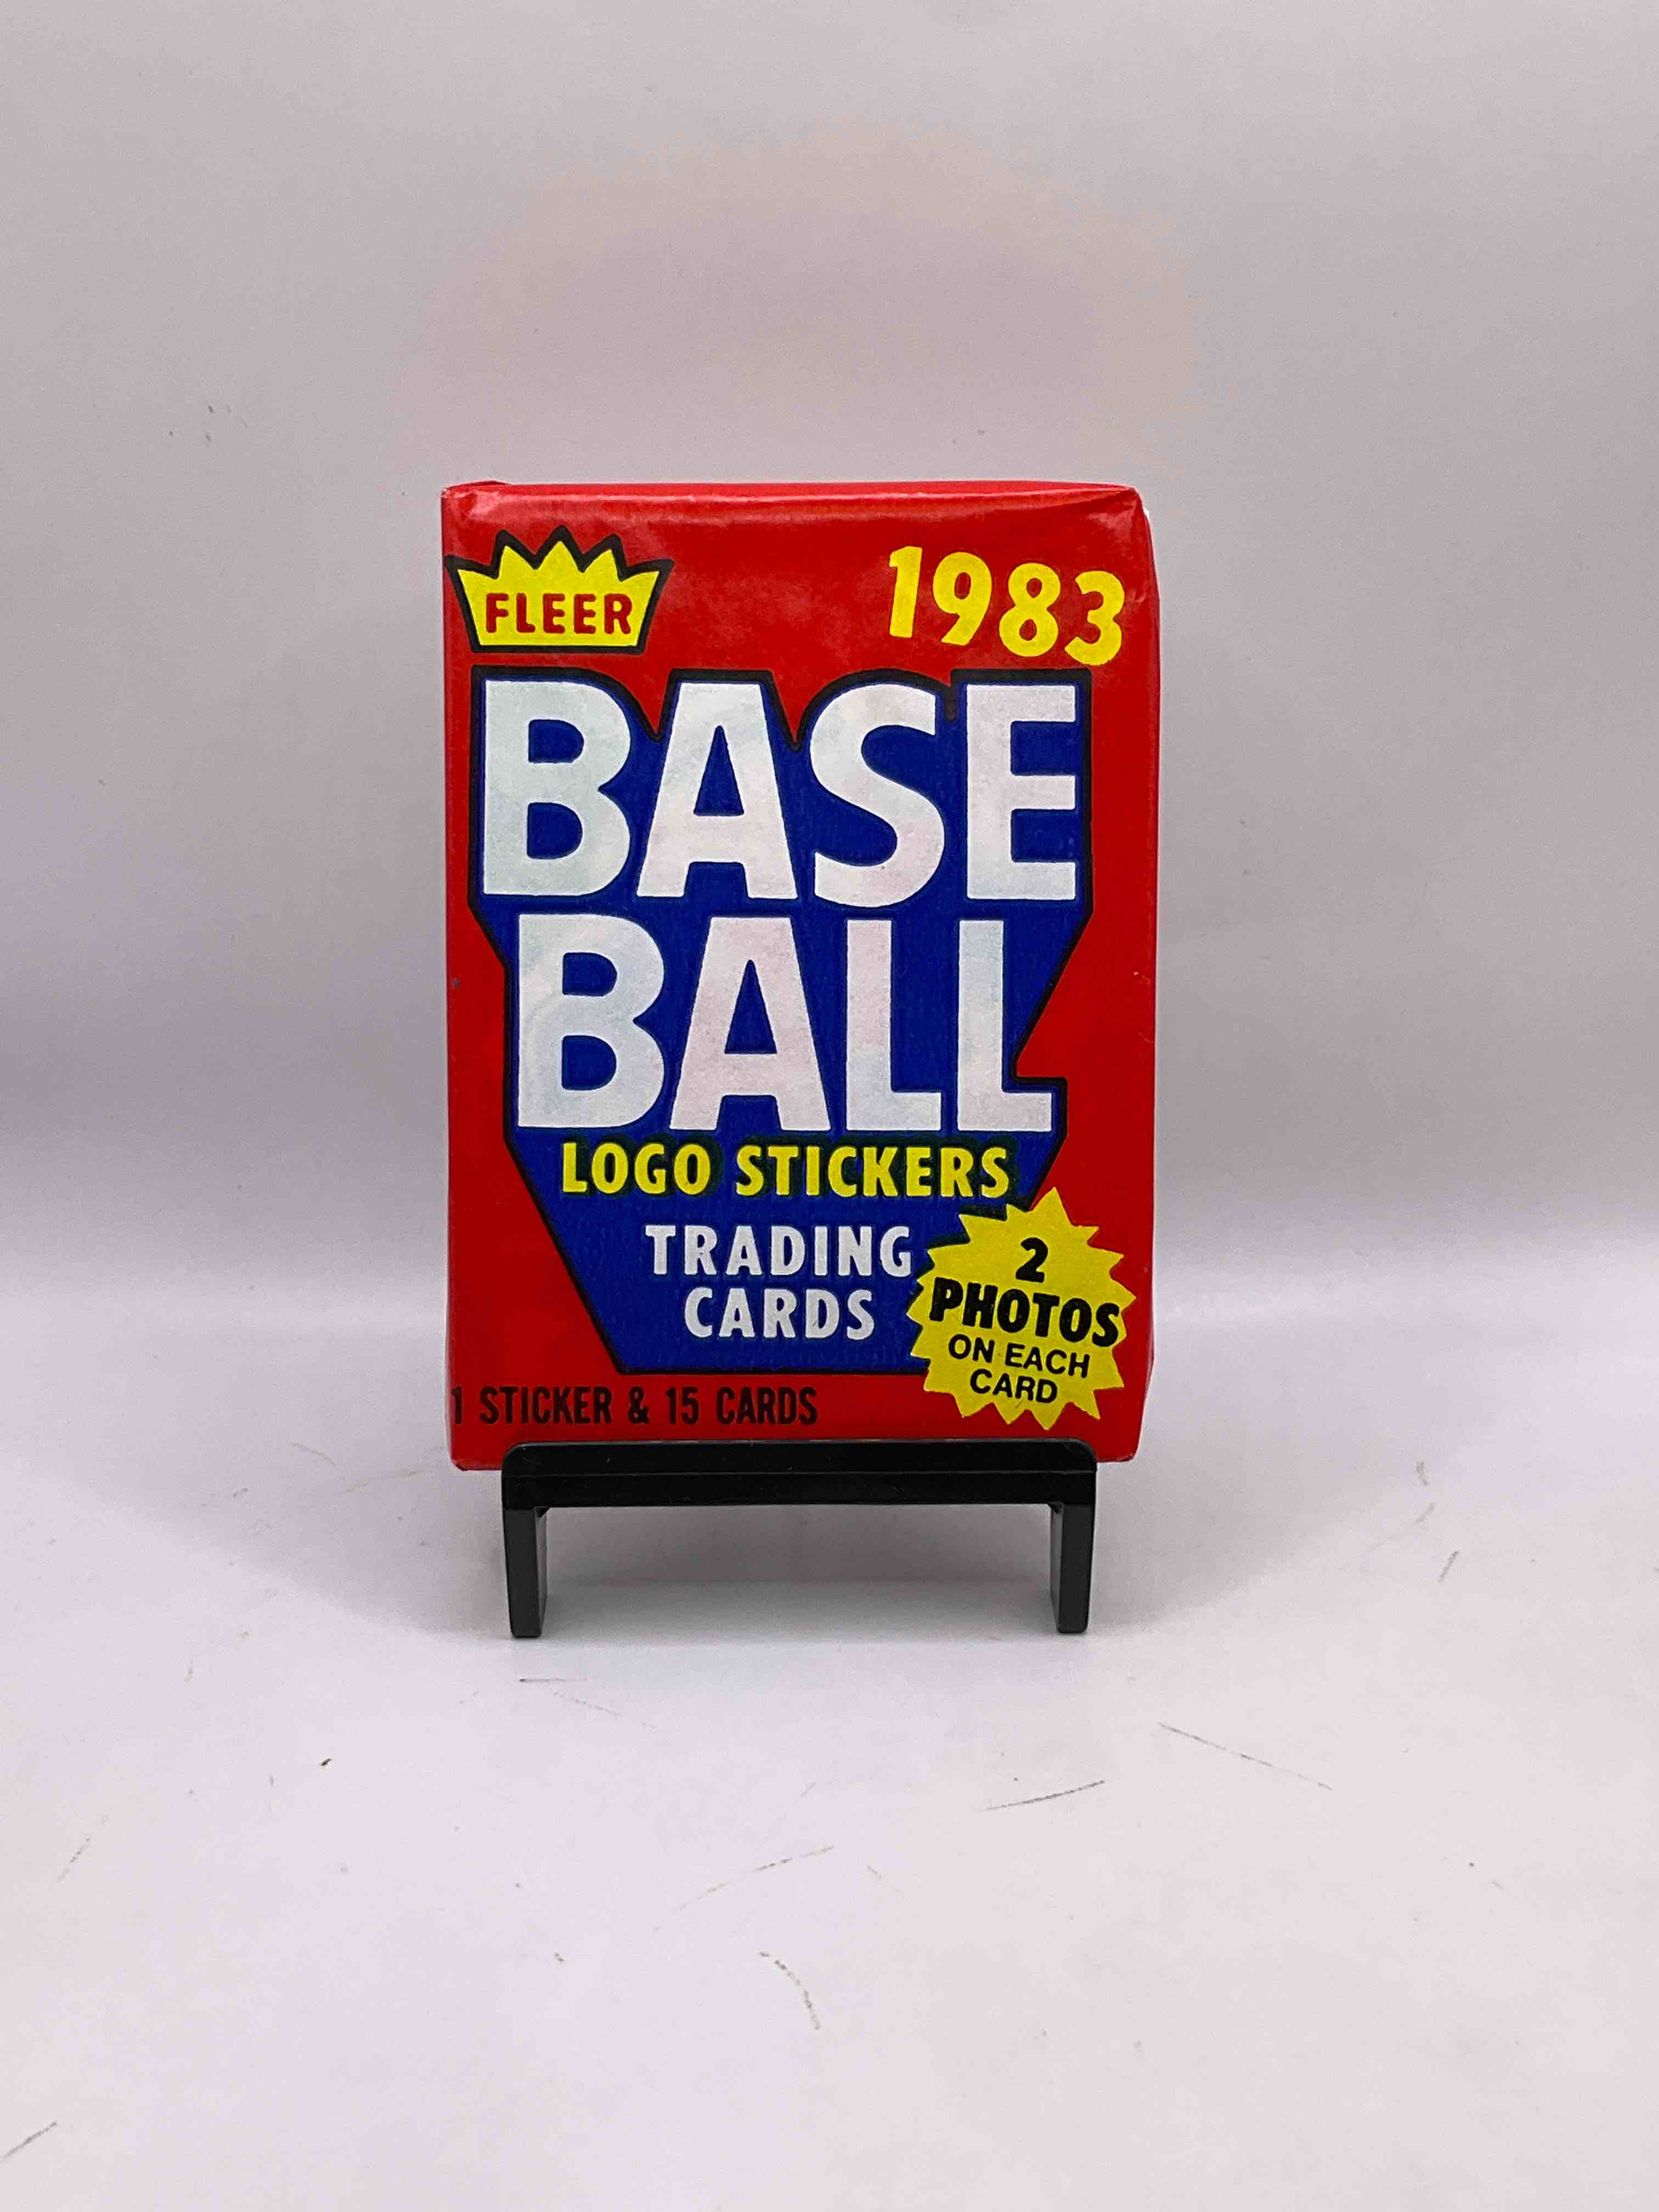 FLEER
1983
BASE
BALL
LOGO STICKERS
TRADING
CARDS
2
PHOTOS
ON EACH
CARD
1 STICKER & 15 CARDS